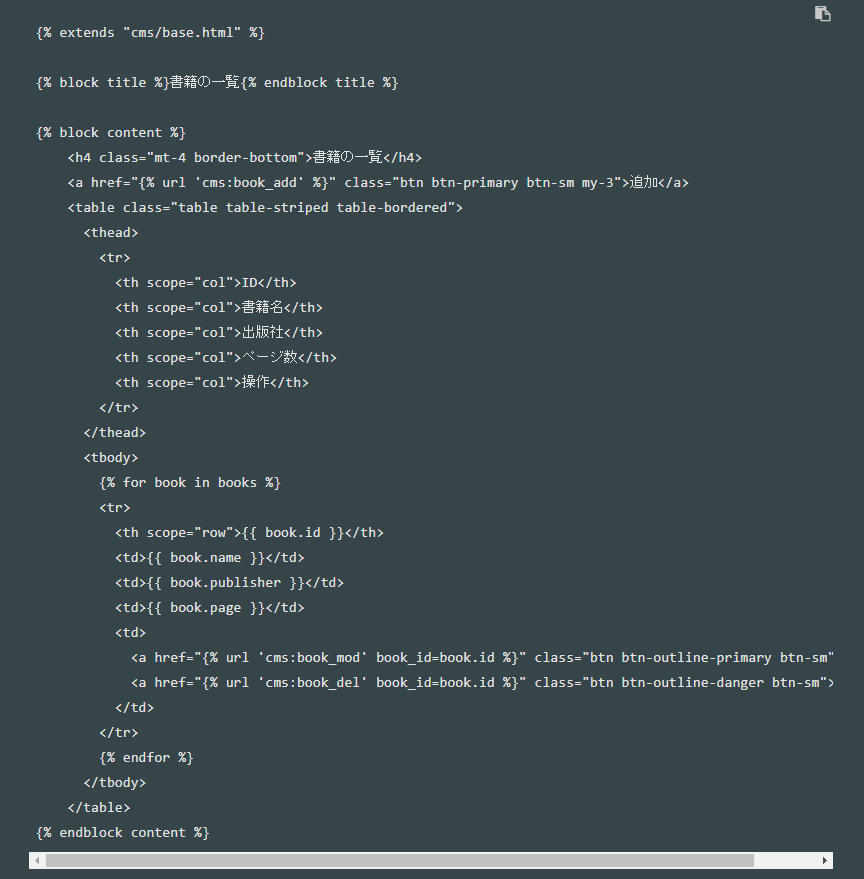 {% extends "cms/base.html" %}
{% block title %}書籍の一覧{% endblock title %}
{% block content %}
<h4 class="mt-4 border-bottom">書籍の一覧</h4>
<a href="{% url 'cms:book_add' %}" class="btn btn-primary btn-sm my-3">追加</a>
<table class="table table-striped table-bordered">
<thead>
<tr>
<th scope="col">ID</th>
<th scope="col">書籍名</th>
<th scope="col">出版社</th>
<th scope="col">ページ数</th>
<th scope="col">操作</th>
</tr>
</thead>
<tbody>
{% for book in books %}
<tr>
<th scope="row">{{ book.id }}</th>
<td>{{ book.name }}</td>
<td>{{ book.publisher }}</td>
<td>{{ book.page }}</td>
<td>
<a href="{% url 'cms:book_mod' book_id=book.id %}" class="btn btn-outline-primary btn-sm"
<a href="{% url 'cms:book_del' book_id=book.id %}" class="btn btn-outline-danger btn-sm">
</td>
</tr>
{% endfor %}
</tbody>
</table>
{% endblock content %}